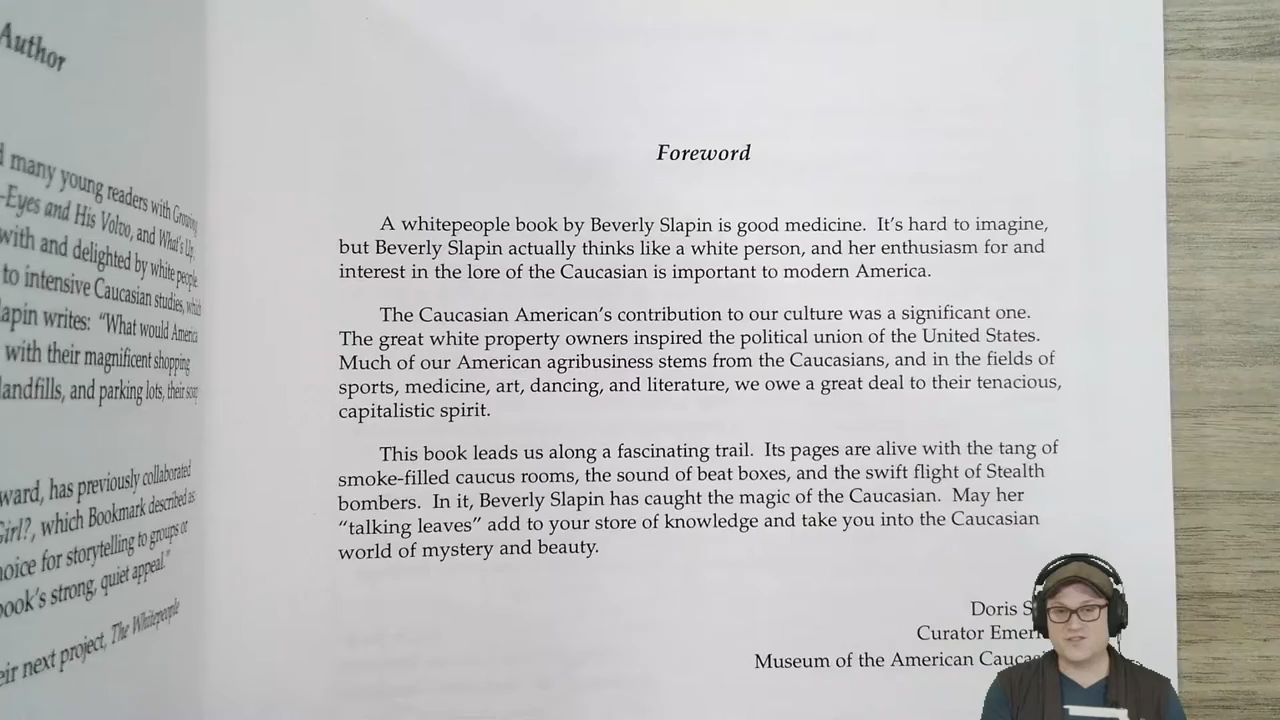 Author
many young readers with Growing
-Eyes and His Volvo, and What's Up,
with and delighted by white people
to intensive Caucasian studies, which
lapin writes: "What would America
with their magnificent shopping
landfills, and parking lots, their soup
ward, has previously collaborated
Girl?, which Bookmark described as
hoice for storytelling to groups or
book's strong, quiet appeal."
eir next project, The Whitepeople
Foreword
A whitepeople book by Beverly Slapin is good medicine. It's hard to imagine,
but Beverly Slapin actually thinks like a white person, and her enthusiasm for and
interest in the lore of the Caucasian is important to modern America.
The Caucasian American's contribution to our culture was a significant one.
The great white property owners inspired the political union of the United States.
Much of our American agribusiness stems from the Caucasians, and in the fields of
sports, medicine, art, dancing, and literature, we owe a great deal to their tenacious,
capitalistic spirit.
This book leads us along a fascinating trail. Its pages are alive with the tang of
smoke-filled caucus rooms, the sound of beat boxes, and the swift flight of Stealth
bombers. In it, Beverly Slapin has caught the magic of the Caucasian. May her
"talking leaves" add to your store of knowledge and take you into the Caucasian
world of mystery and beauty.
Doris S
Curator Emer
Museum of the American Cauca